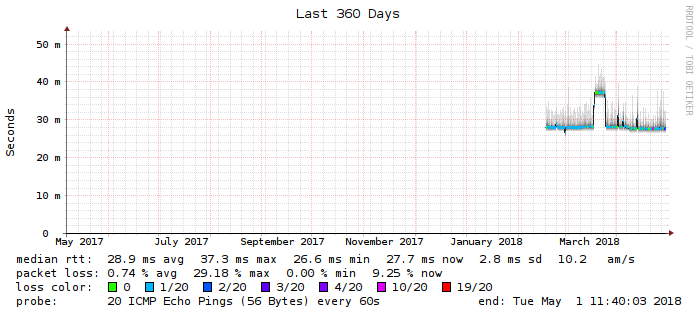 Last 360 Days
RRDTOOL / TOBI OETIKER
Seconds
50 m
40 m
30 m
20 m
10 m
0
May 2017 July 2017 September 2017 November 2017 January 2018 March 2018
median rtt: 28.9 ms avg 37.3 ms max 26.6 ms min 27.7 ms now 2.8 ms sd 10.2 am/s
packet loss: 0.74 % avg 29.18 % max 0.00 % min 9.25 % now
loss color: 0 1/20 2/20 3/20 4/20 10/20 19/20
probe: 20 ICMP Echo Pings (56 Bytes) every 60s end: Tue May 1 11:40:03 2018